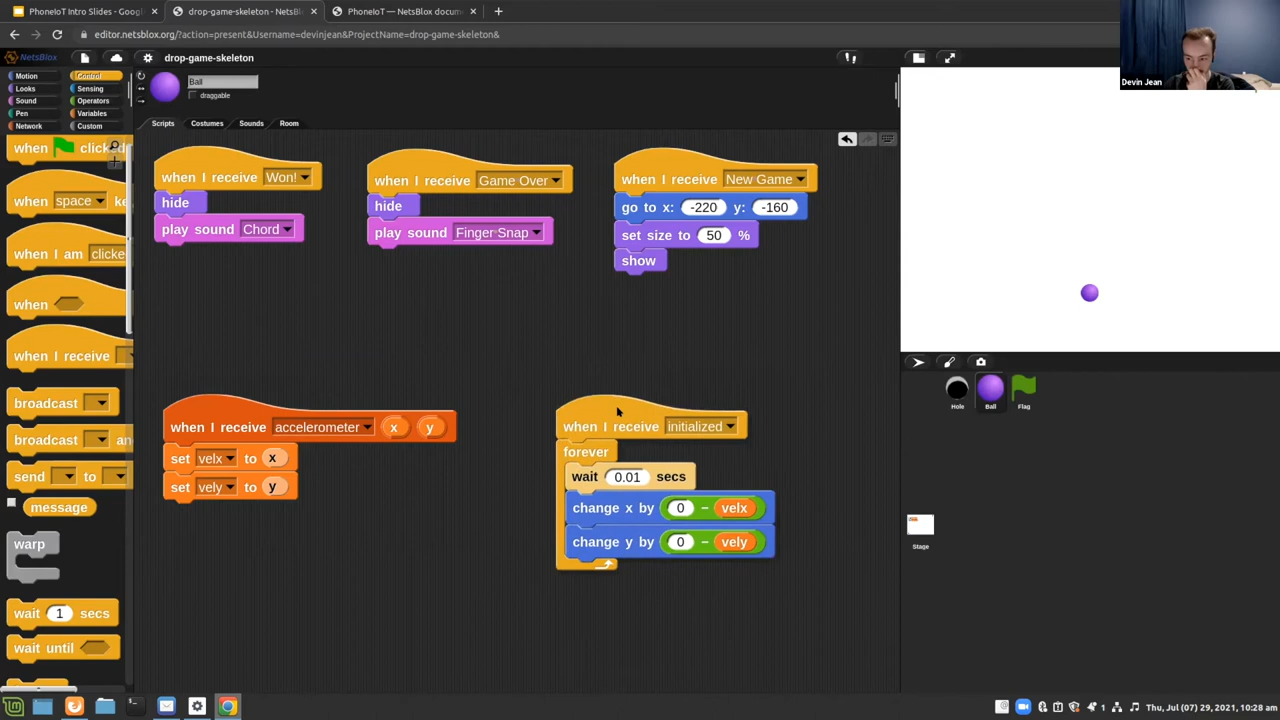 PhoneIoT Intro Slides - Goog
drop-game-skeleton - NetsBl
PhoneIoT — NetsBlox docum
editor.netsblox.org/?action=present&Username=devinjean&ProjectName=drop-game-skeleton&
NetsBlox
drop-game-skeleton
Motion
Control
Looks
Sensing
Sound
Operators
Pen
Variables
Network
Custom
Ball
draggable
Scripts
Costumes
Sounds
Room
when clicked
when space ke
when I am clicke
when
when I receive
broadcast
broadcast an
send to
message
warp
wait 1 secs
wait until
when I receive Won!
hide
play sound Chord
when I receive Game Over
hide
play sound Finger Snap
when I receive New Game
go to x: -220 y: -160
set size to 50 %
show
when I receive accelerometer x y
set velx to x
set vely to y
when I receive initialized
forever
wait 0.01 secs
change x by 0 - velx
change y by 0 - vely
Devin Jean
Hole
Ball
Flag
Stage
1
Thu, Jul (07) 29, 2021, 10:28 am